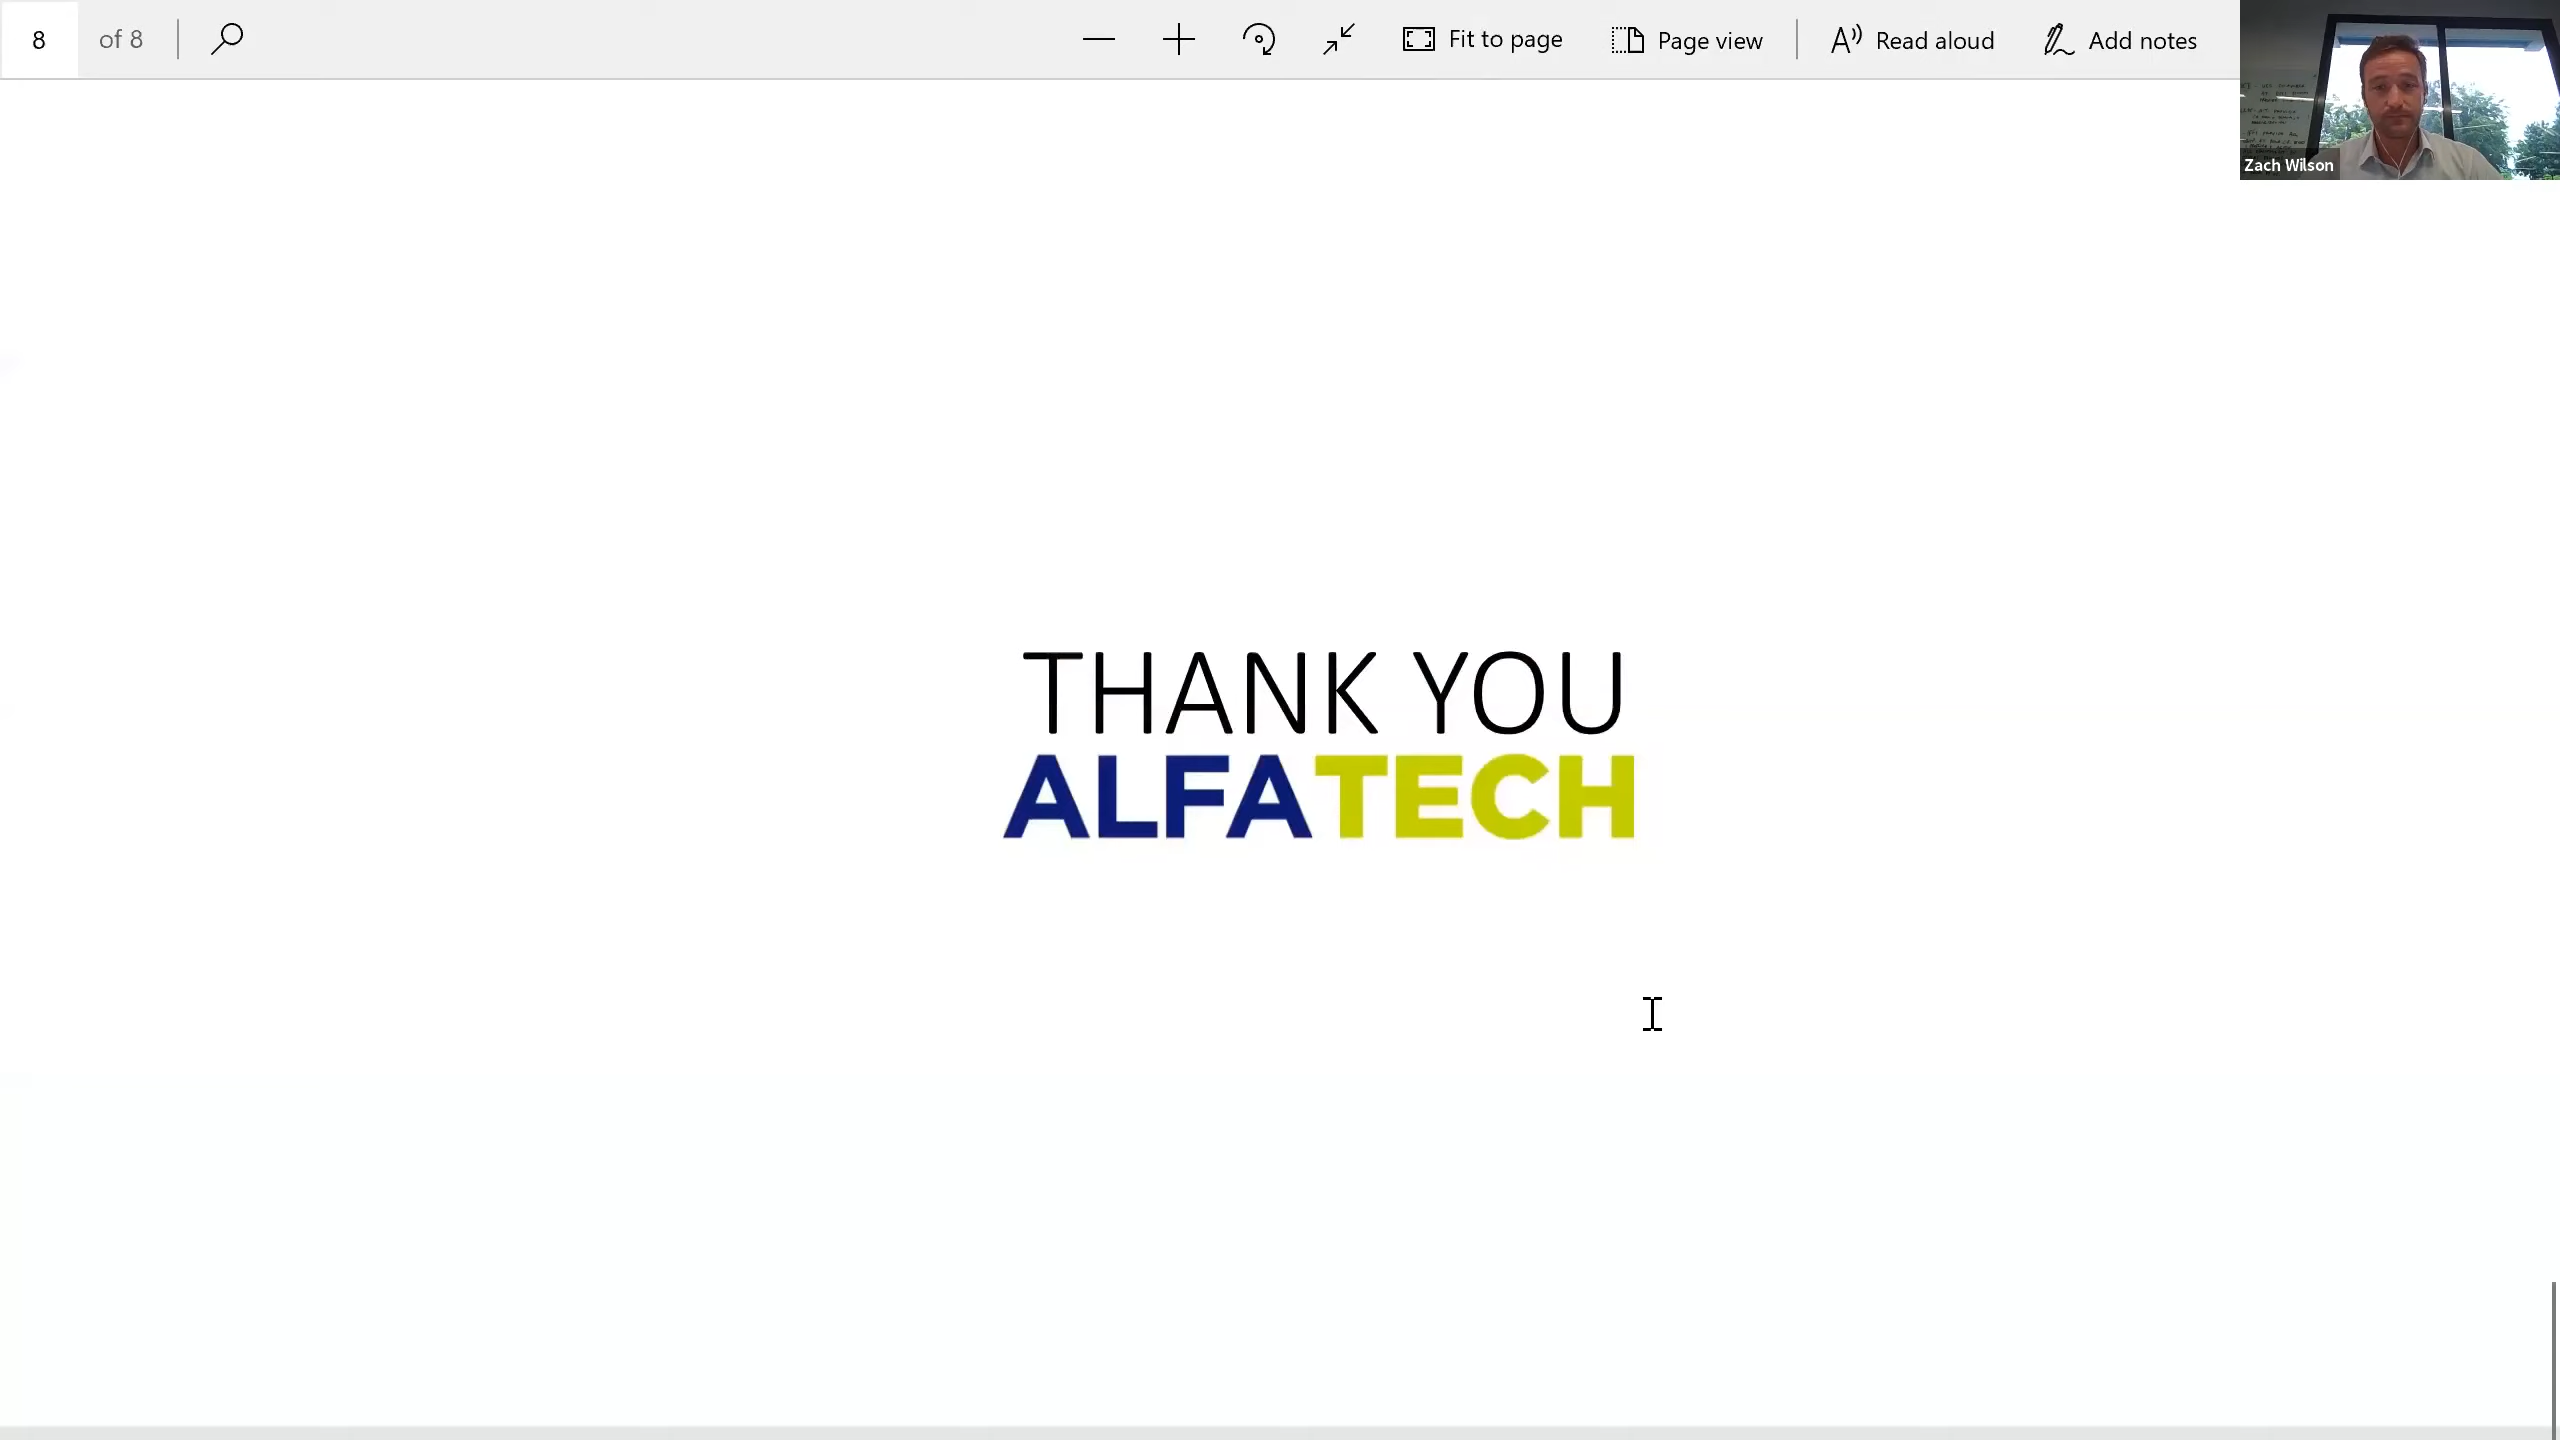 8 of 8
Fit to page
Page view
Read aloud
Add notes
Zach Wilson
THANK YOU
ALFATECH